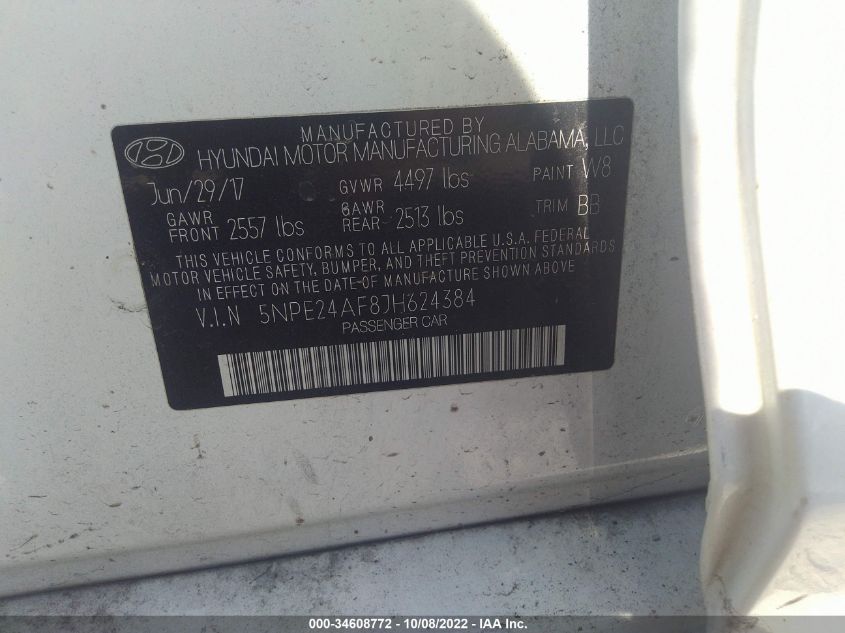 MANUFACTURED BY
HYUNDAI MOTOR MANUFACTURING ALABAMA, LLC
Jun/29/17 GVWR 4497 lbs PAINT W8
GAWR FRONT 2557 lbs GAWR REAR 2513 lbs TRIM BB
THIS VEHICLE CONFORMS TO ALL APPLICABLE U.S.A. FEDERAL
MOTOR VEHICLE SAFETY, BUMPER, AND THEFT PREVENTION STANDARDS
IN EFFECT ON THE DATE OF MANUFACTURE SHOWN ABOVE
V.I.N 5NPE24AF8JH624384
PASSENGER CAR
000-34608772 - 10/08/2022 - IAA Inc.